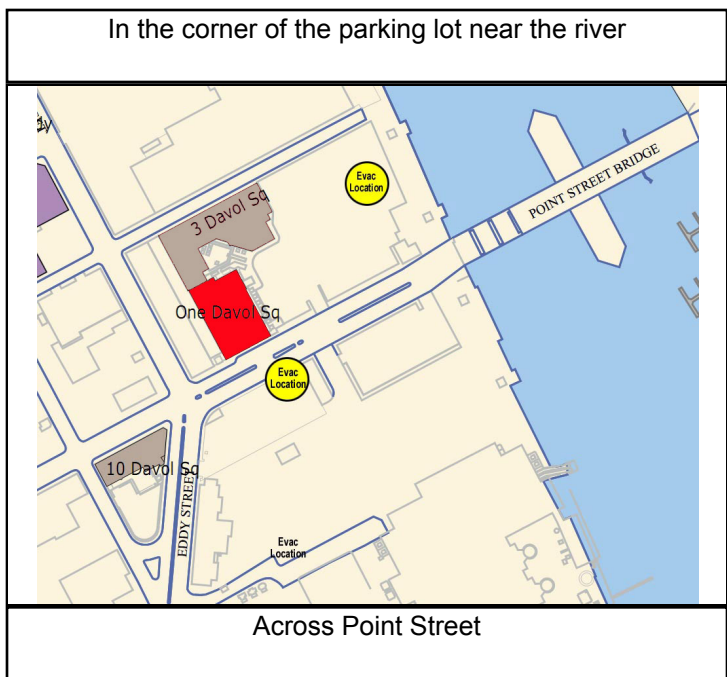 In the corner of the parking lot near the river
dy
Evac
Location
3 Davol Sq
POINT STREET BRIDGE
One Davol Sq
Evac
Location
10 Davol Sq
EDDY STREET
Evac
Location
Across Point Street